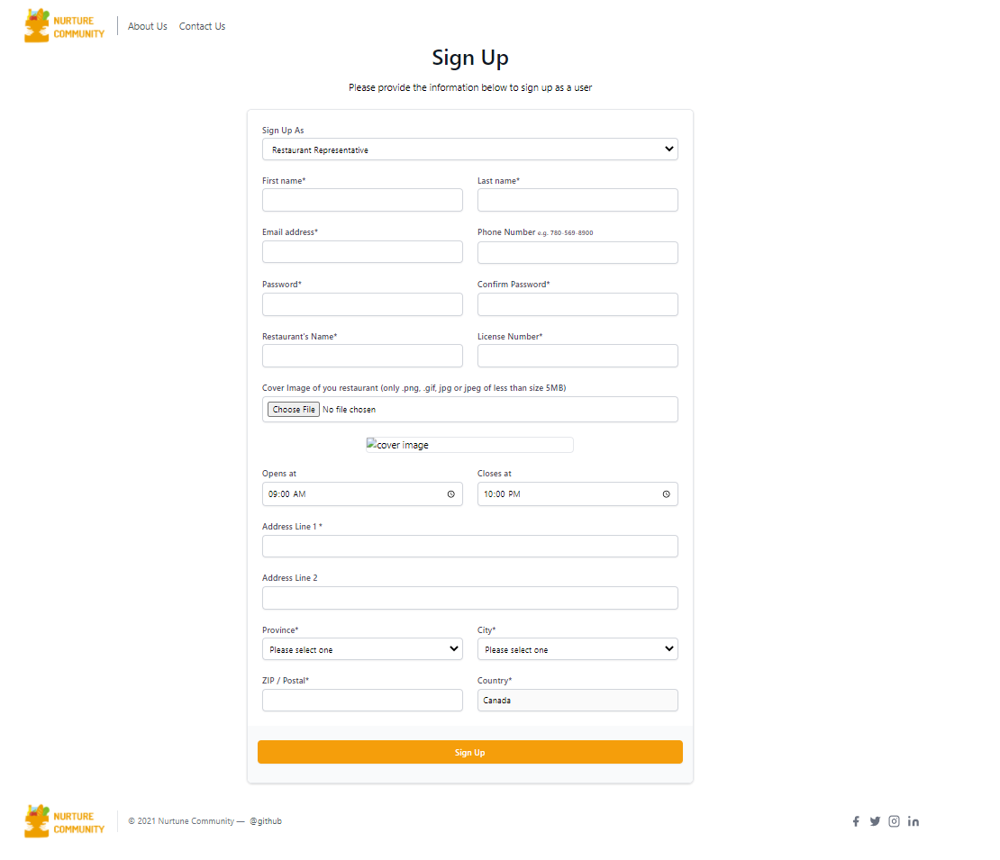 NURTURE
COMMUNITY
About Us Contact Us
Sign Up
Please provide the information below to sign up as a user
Sign Up As
Restaurant Representative
First name* Last name*
Email address* Phone Number e.g. 780-569-8900
Password* Confirm Password*
Restaurant's Name* License Number*
Cover Image of you restaurant (only .png, .gif, jpg or jpeg of less than size 5MB)
Choose File No file chosen
cover image
Opens at Closes at
09:00 AM 10:00 PM
Address Line 1 *
Address Line 2
Province* City*
Please select one Please select one
ZIP / Postal* Country*
Canada
Sign Up
NURTURE
COMMUNITY
© 2021 Nurtune Community — @github